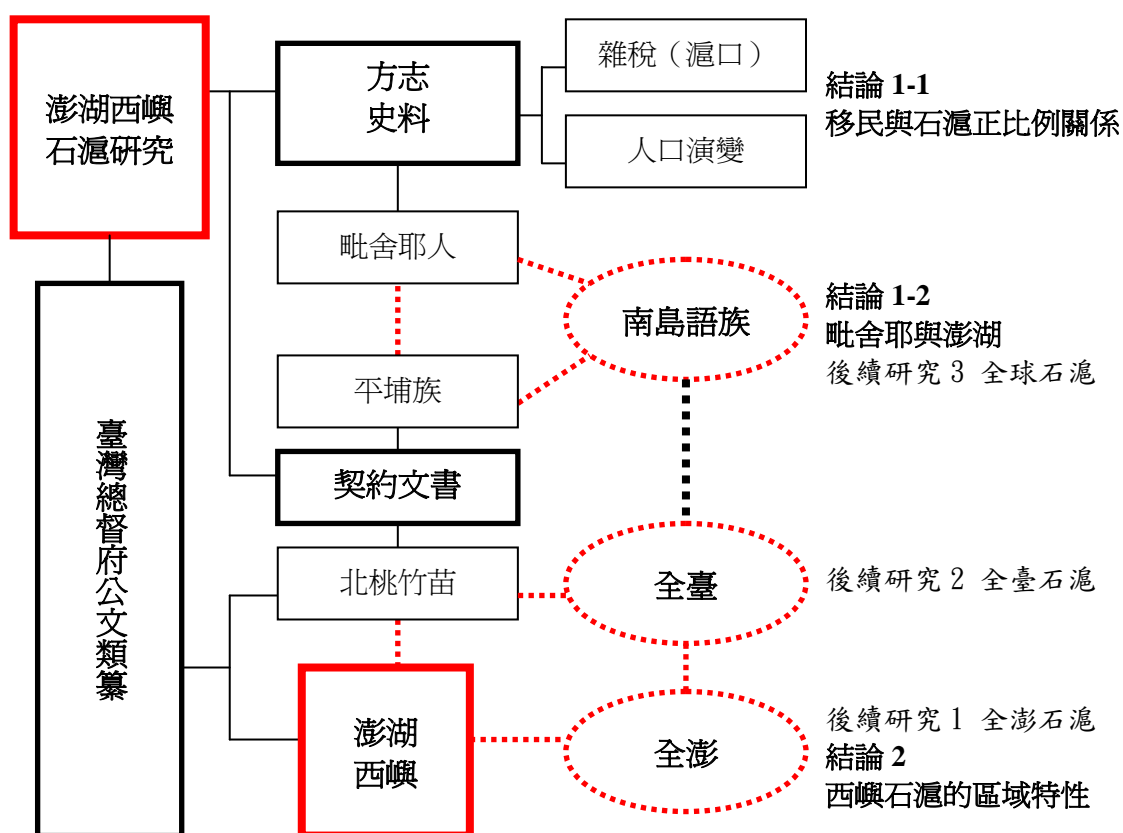 澎湖西嶼
石滬研究
方志
史料
雜稅（滬口）
人口演變
結論 1-1
移民與石滬正比例關係
毗舍耶人
南島語族
結論 1-2
毗舍耶與澎湖
後續研究 3 全球石滬
平埔族
臺灣總督府公文類纂
契約文書
北桃竹苗
全臺
後續研究 2 全臺石滬
澎湖
西嶼
全澎
後續研究 1 全澎石滬
結論 2
西嶼石滬的區域特性